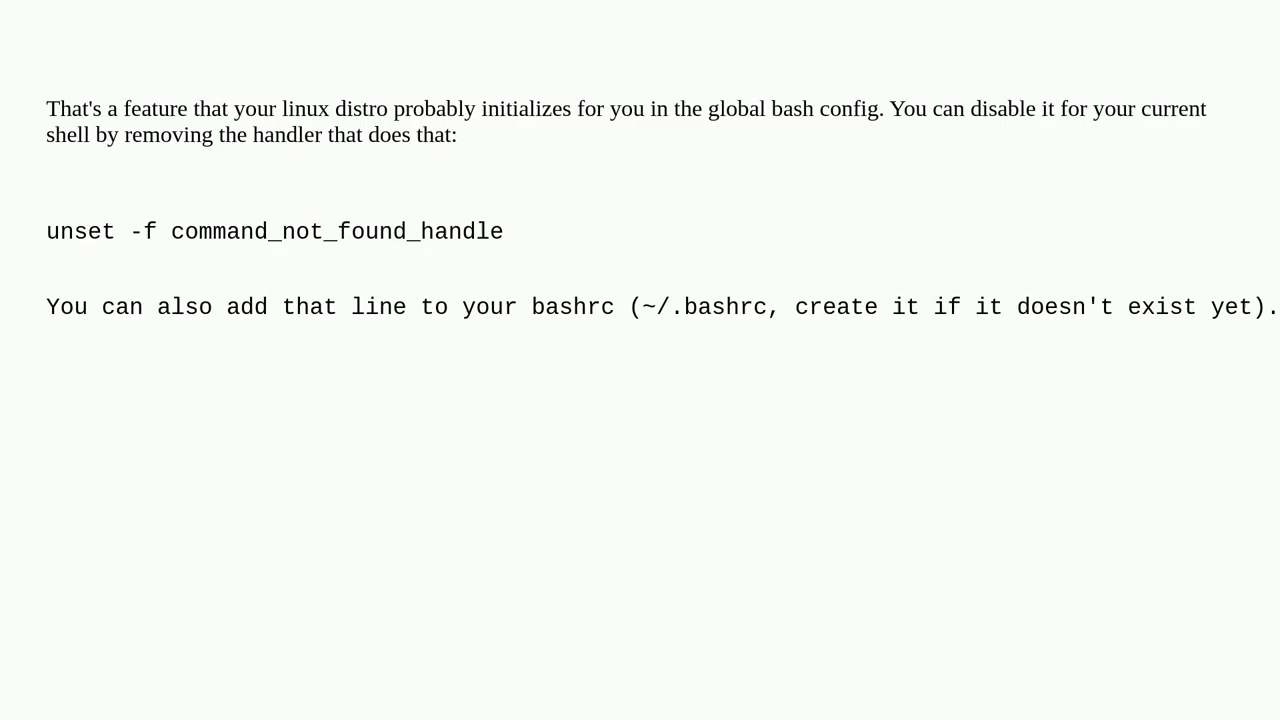 That's a feature that your linux distro probably initializes for you in the global bash config. You can disable it for your current
shell by removing the handler that does that:
unset -f command_not_found_handle
You can also add that line to your bashrc (~/.bashrc, create it if it doesn't exist yet).